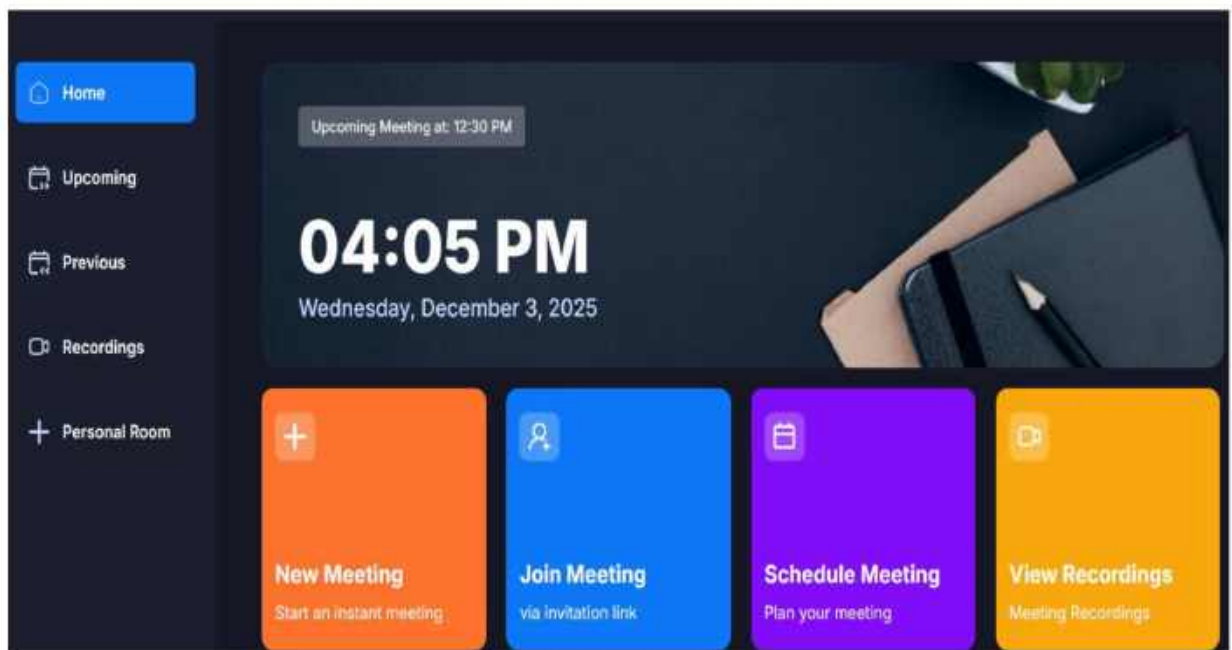 Home
Upcoming
Previous
Recordings
Personal Room
Upcoming Meeting at: 12:30 PM
04:05 PM
Wednesday, December 3, 2025
New Meeting
Start an instant meeting
Join Meeting
via invitation link
Schedule Meeting
Plan your meeting
View Recordings
Meeting Recordings